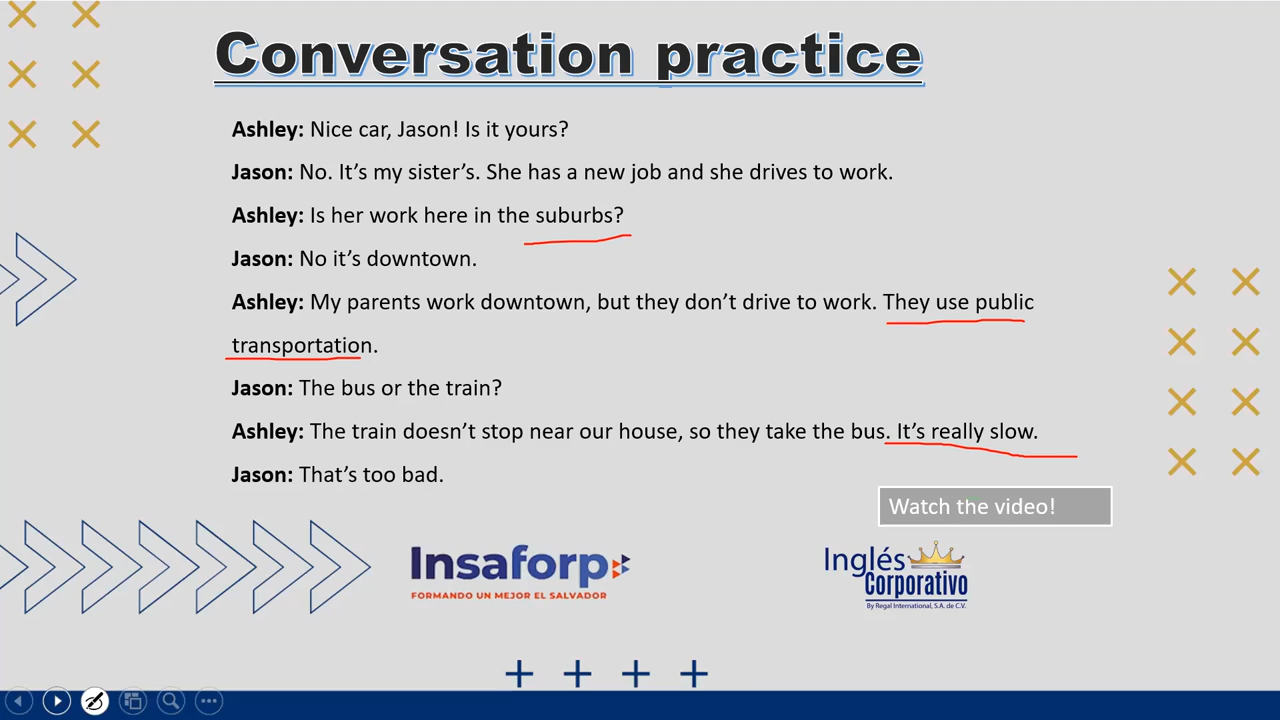 Conversation practice
Ashley: Nice car, Jason! Is it yours?
Jason: No. It’s my sister’s. She has a new job and she drives to work.
Ashley: Is her work here in the suburbs?
Jason: No it’s downtown.
Ashley: My parents work downtown, but they don’t drive to work. They use public
transportation.
Jason: The bus or the train?
Ashley: The train doesn’t stop near our house, so they take the bus. It’s really slow.
Jason: That’s too bad.
Watch the video!
Insaforp
FORMANDO UN MEJOR EL SALVADOR
Inglés
Corporativo
By Regal International, S.A. de C.V.